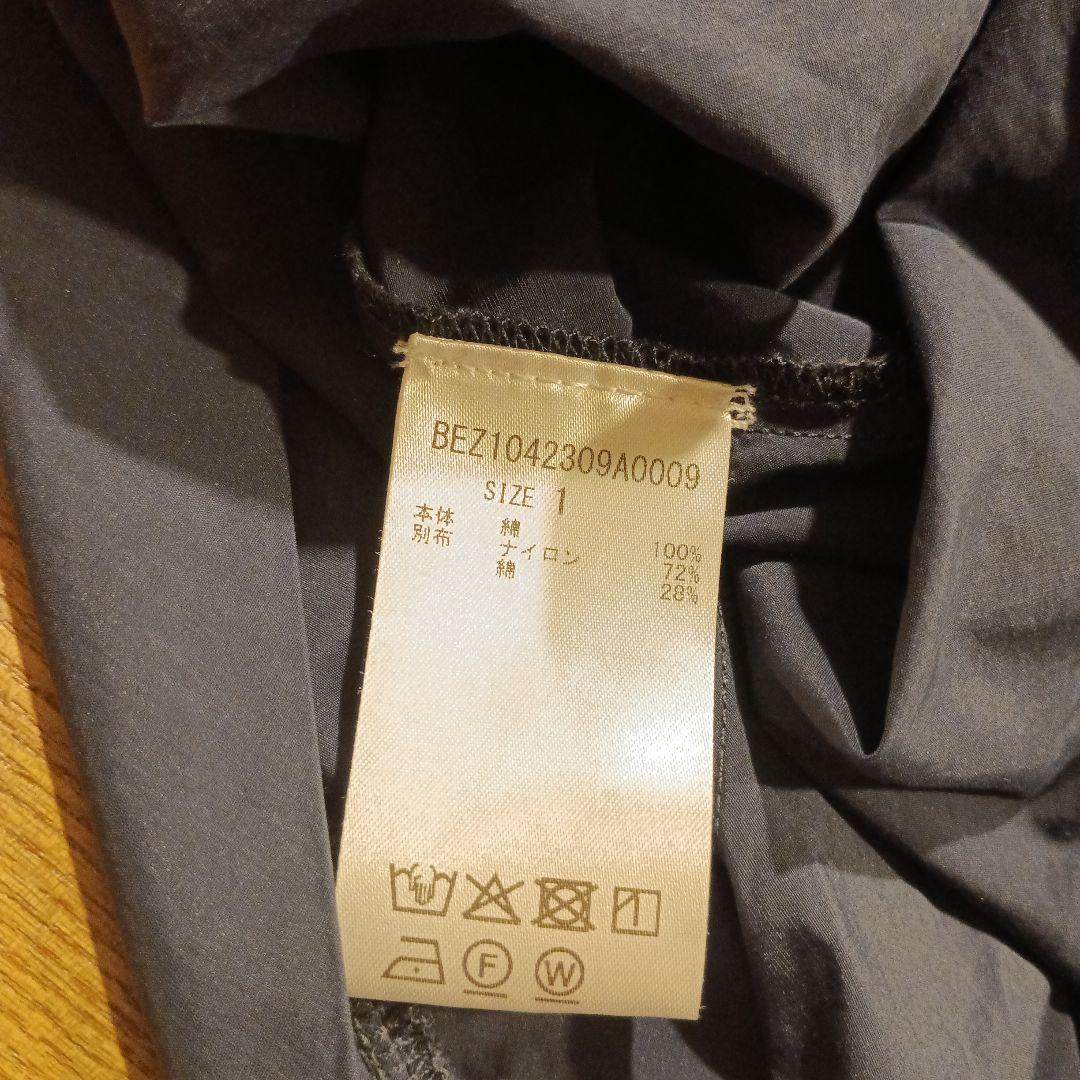 BEZ1042309A0009
SIZE 1
本体 綿 100%
別布 ナイロン 72%
綿 28%
F W